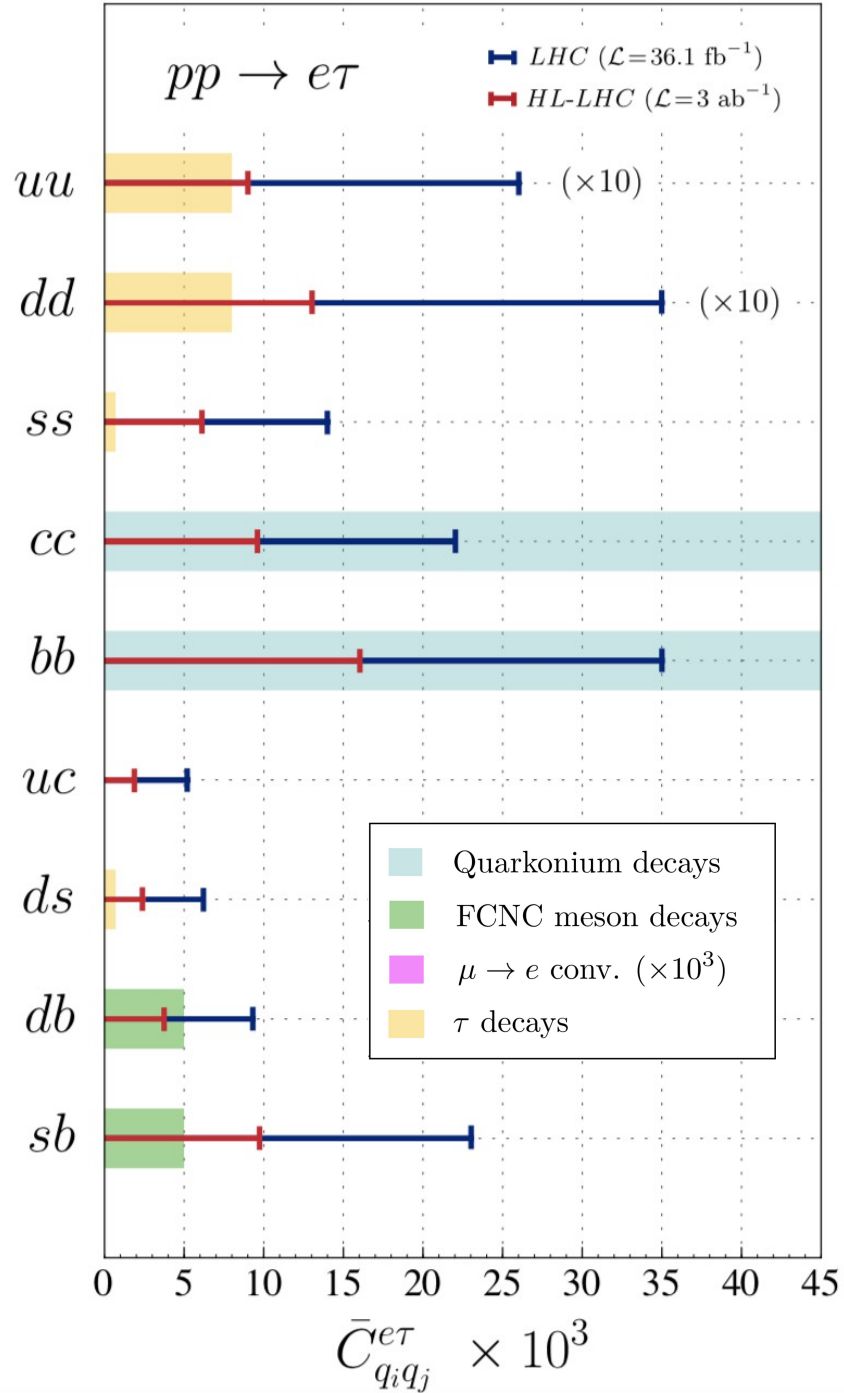 pp → eτ
LHC (ℒ=36.1 fb⁻¹)
HL-LHC (ℒ=3 ab⁻¹)
uu
(×10)
dd
(×10)
ss
cc
bb
uc
ds
db
sb
Quarkonium decays
FCNC meson decays
μ → e conv. (×10³)
τ decays
0 5 10 15 20 25 30 35 40 45
C̄^{eτ}_{q_i q_j} × 10³